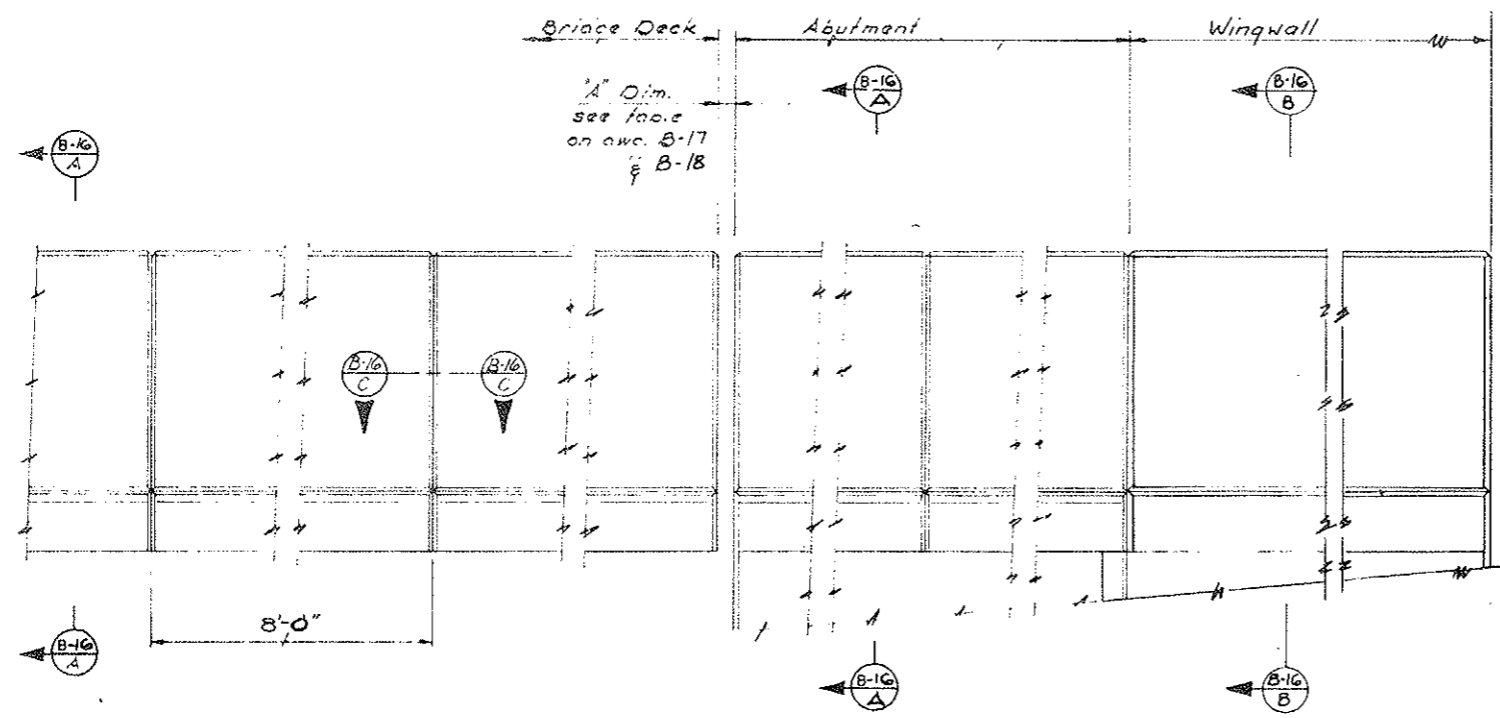 Bridge Deck
Abutment
Wingwall
"A" Dim.
see table
on dwg. B-17
& B-18
B-16
A
B-16
B
B-16
A
B-16
C
B-16
C
8'-0"
B-16
A
B-16
A
B-16
B